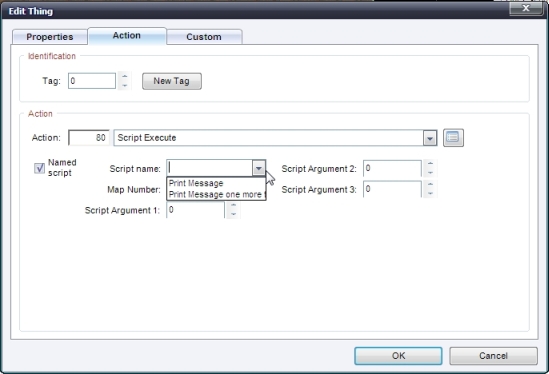 Edit Thing
Properties Action Custom
Identification
Tag: 0 New Tag
Action
Action: 80 Script Execute
Named script Script name: Script Argument 2: 0
Print Message
Map Number: Script Argument 3: 0
Print Message one more
Script Argument 1: 0
OK Cancel